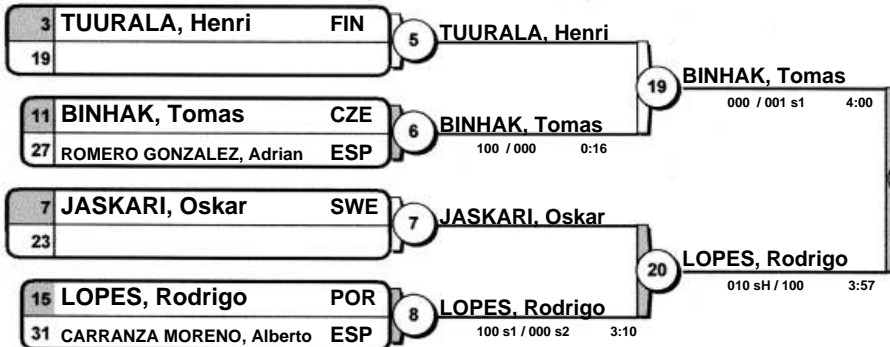 3 TUURALA, Henri FIN
19
5 TUURALA, Henri
11 BINHAK, Tomas CZE
27 ROMERO GONZALEZ, Adrian ESP
6 BINHAK, Tomas
100 / 000 0:16
19 BINHAK, Tomas
000 / 001 s1 4:00
7 JASKARI, Oskar SWE
23
7 JASKARI, Oskar
15 LOPES, Rodrigo POR
31 CARRANZA MORENO, Alberto ESP
8 LOPES, Rodrigo
100 s1 / 000 s2 3:10
20 LOPES, Rodrigo
010 sH / 100 3:57